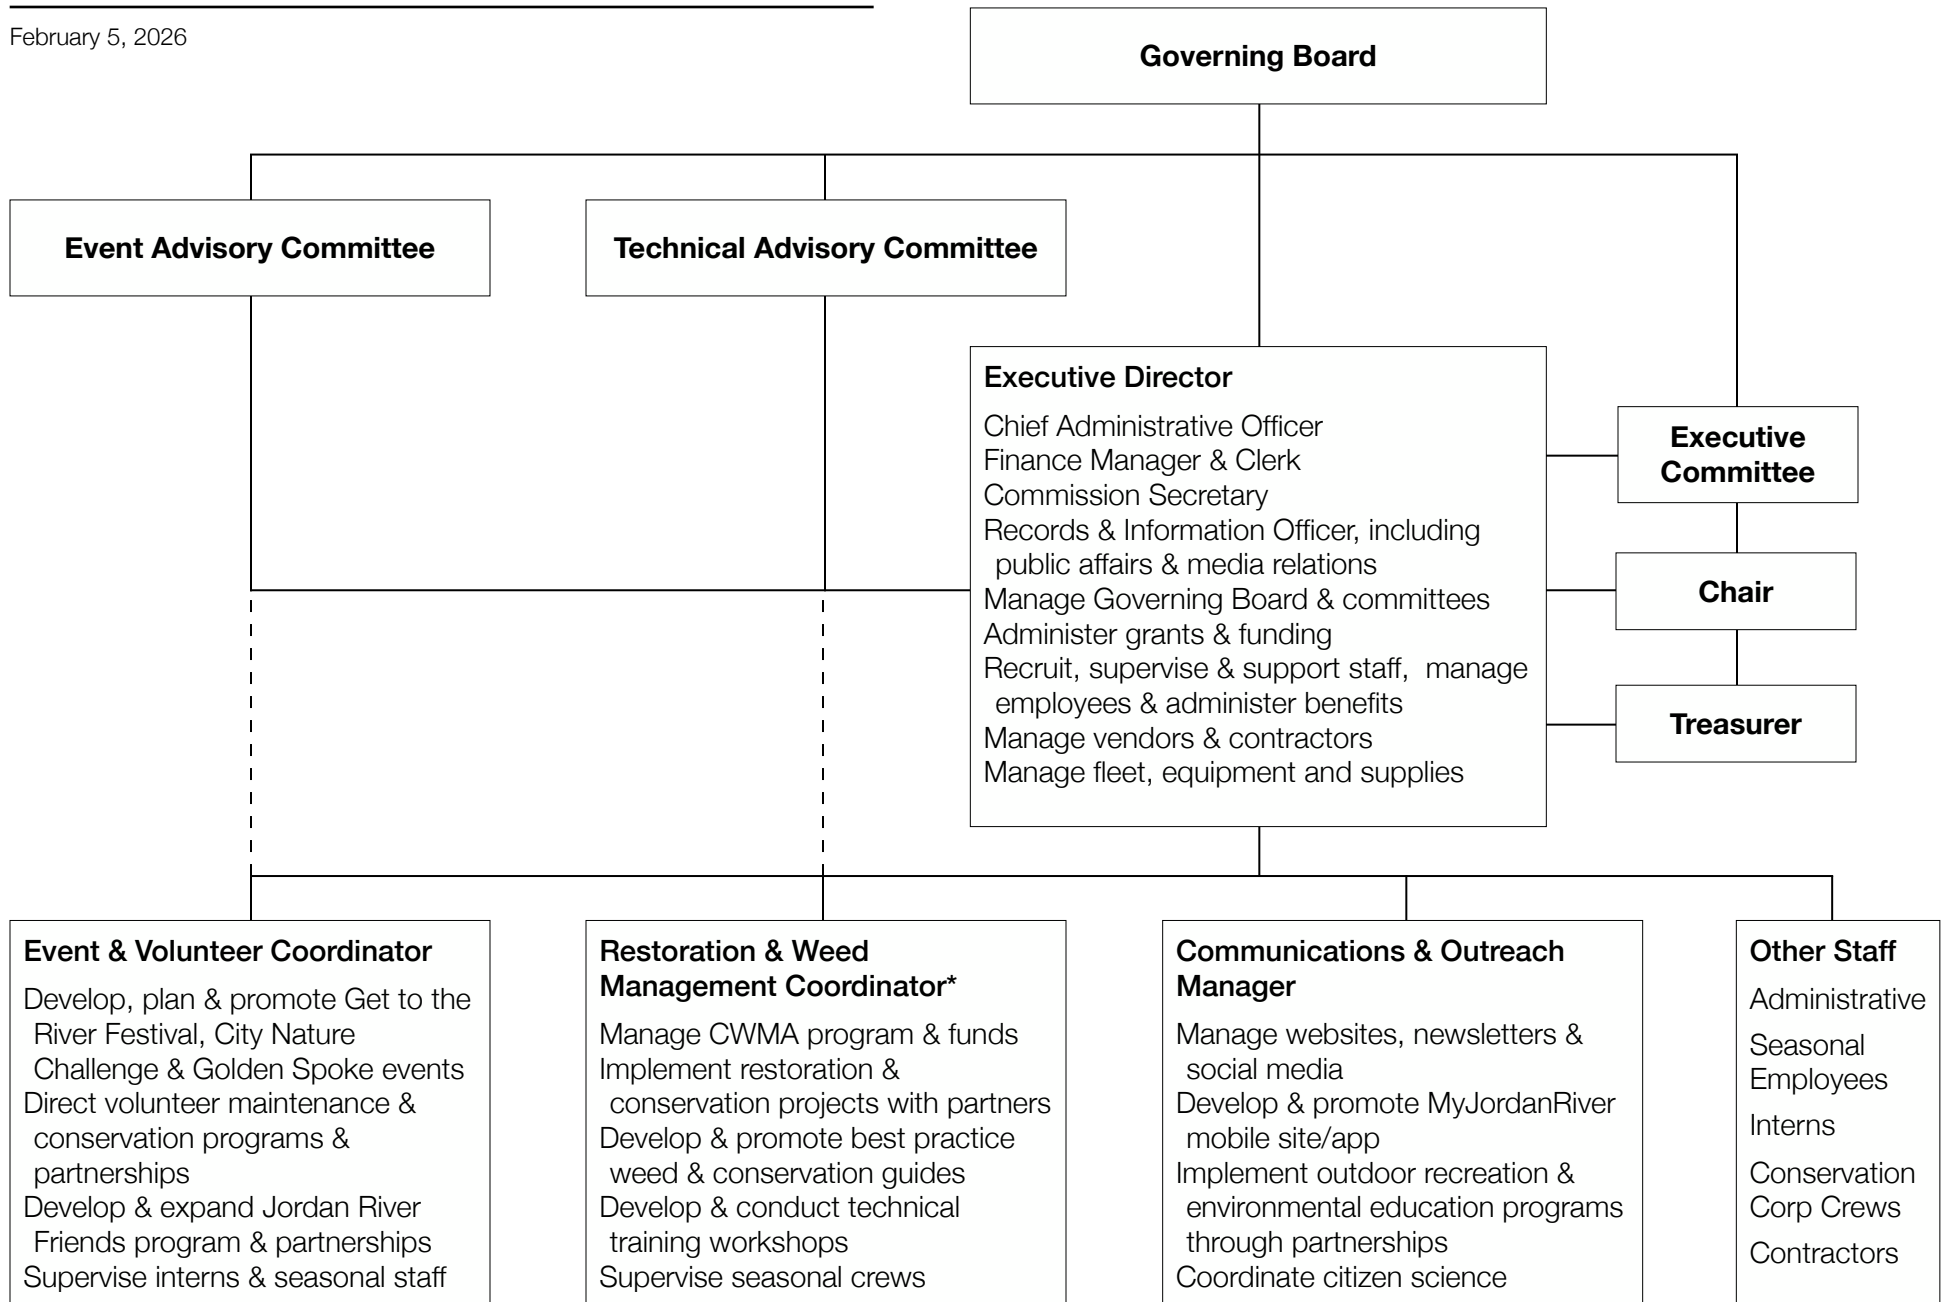 February 5, 2026
Governing Board
Event Advisory Committee
Technical Advisory Committee
Executive Director
Chief Administrative Officer
Finance Manager & Clerk
Commission Secretary
Records & Information Officer, including
public affairs & media relations
Manage Governing Board & committees
Administer grants & funding
Recruit, supervise & support staff,  manage
employees & administer benefits
Manage vendors & contractors
Manage fleet, equipment and supplies
Executive
Committee
Chair
Treasurer
Event & Volunteer Coordinator
Develop, plan & promote Get to the
River Festival, City Nature
Challenge & Golden Spoke events
Direct volunteer maintenance &
conservation programs &
partnerships
Develop & expand Jordan River
Friends program & partnerships
Supervise interns & seasonal staff
Restoration & Weed
Management Coordinator*
Manage CWMA program & funds
Implement restoration &
conservation projects with partners
Develop & promote best practice
weed & conservation guides
Develop & conduct technical
training workshops
Supervise seasonal crews
Communications & Outreach
Manager
Manage websites, newsletters &
social media
Develop & promote MyJordanRiver
mobile site/app
Implement outdoor recreation &
environmental education programs
through partnerships
Coordinate citizen science
Other Staff
Administrative
Seasonal
Employees
Interns
Conservation
Corp Crews
Contractors